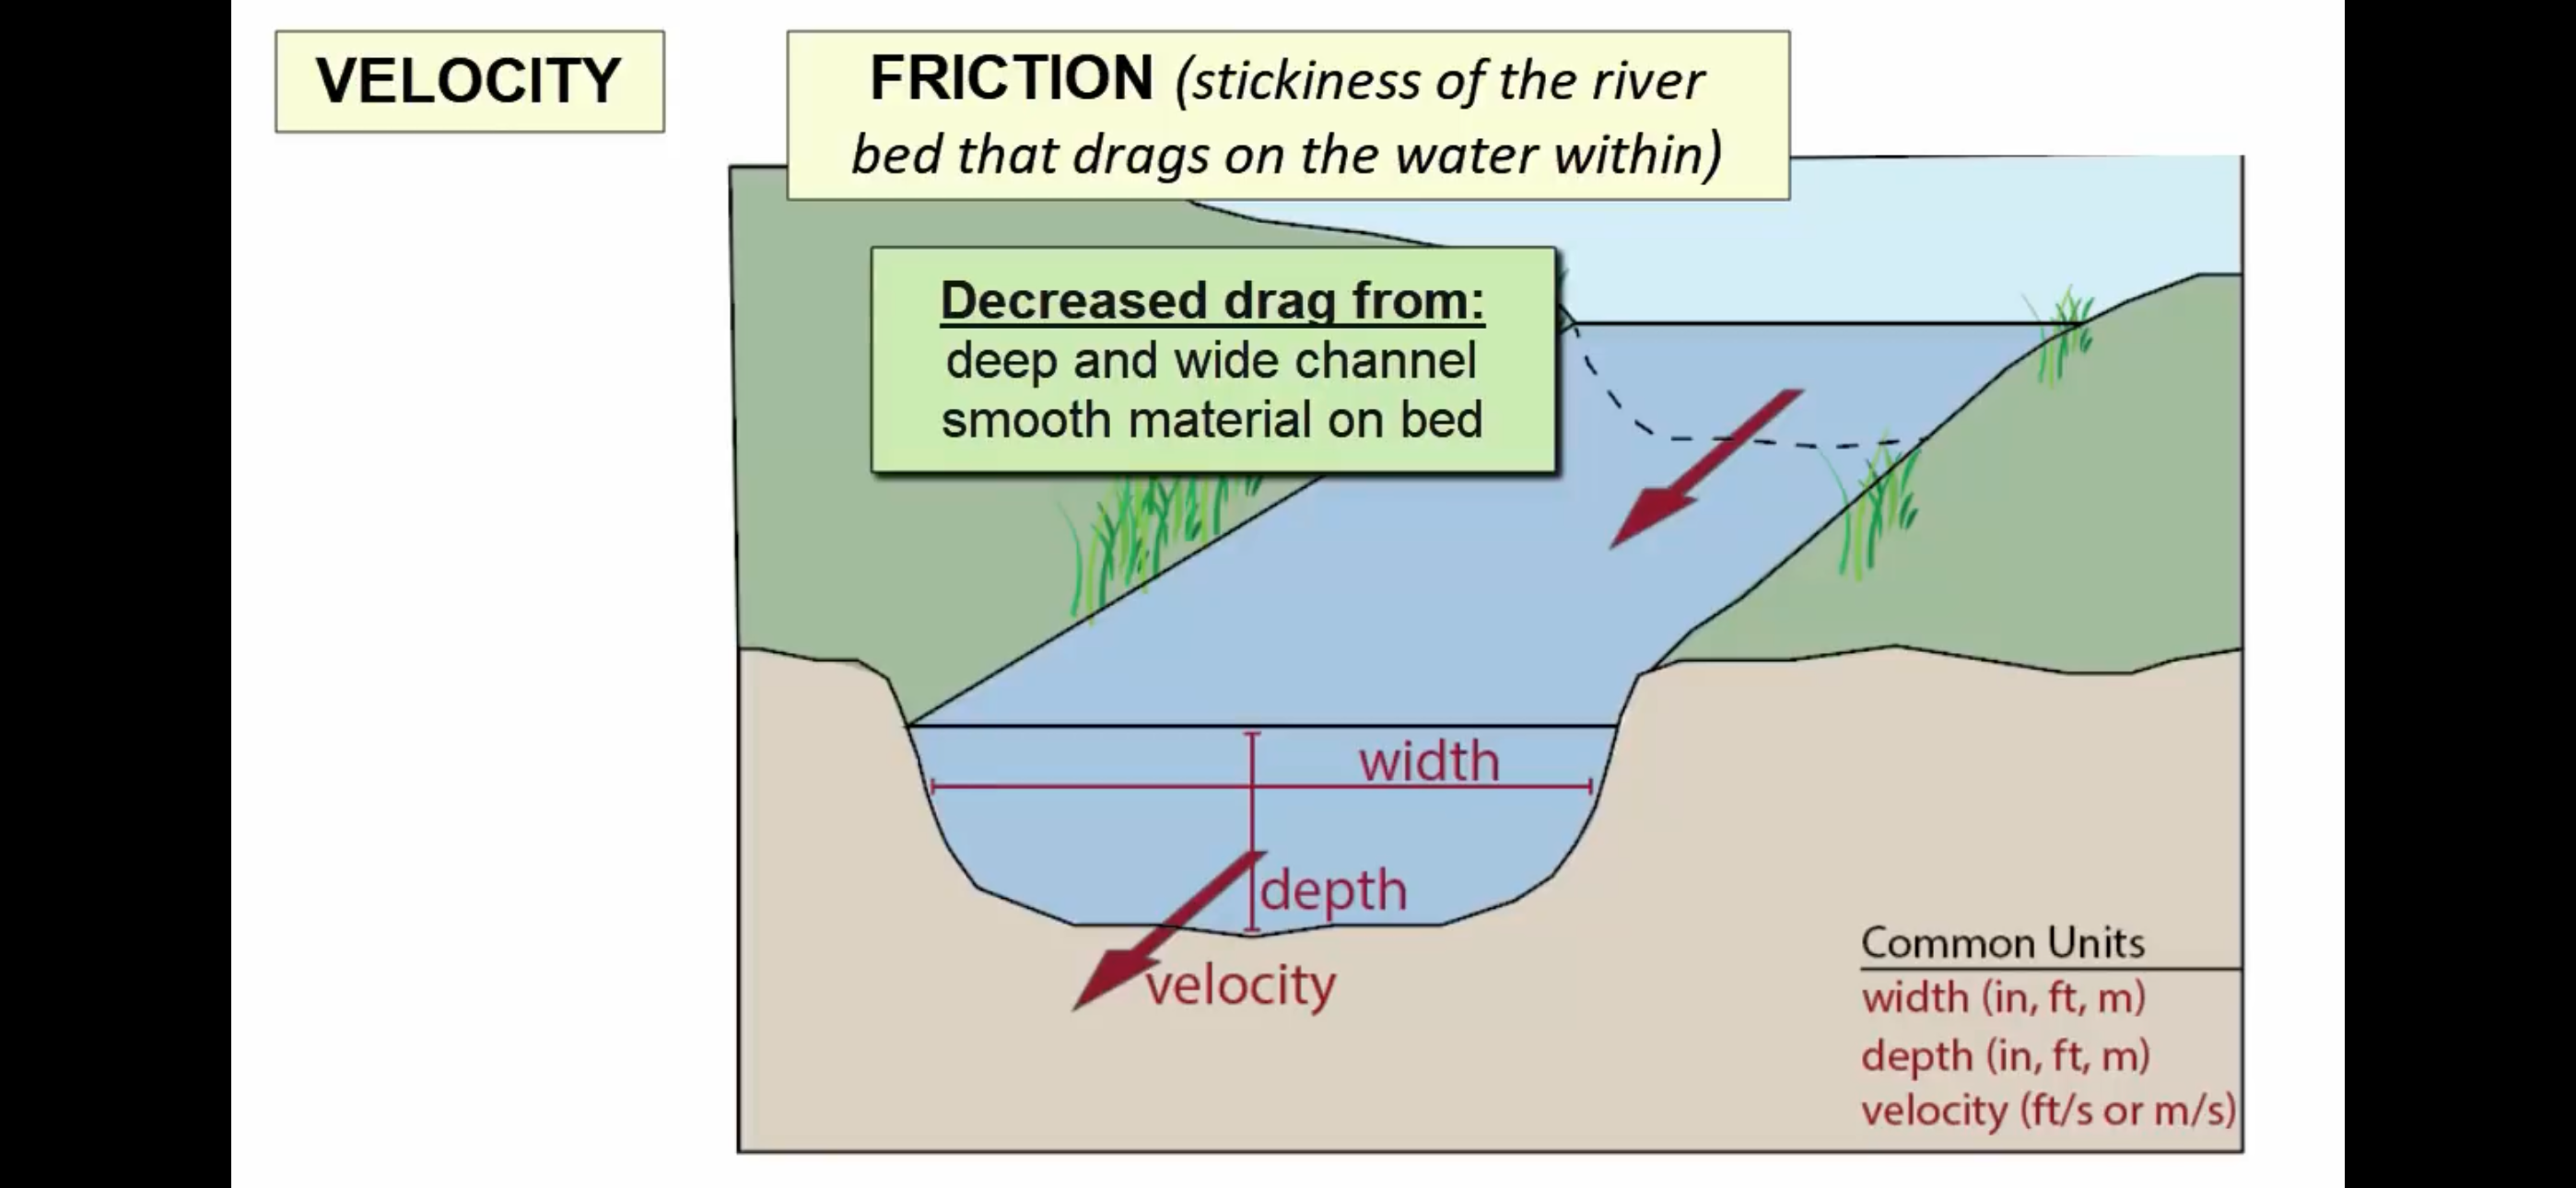 VELOCITY
FRICTION (stickiness of the river
bed that drags on the water within)
Decreased drag from:
deep and wide channel
smooth material on bed
width
depth
velocity
Common Units
width (in, ft, m)
depth (in, ft, m)
velocity (ft/s or m/s)